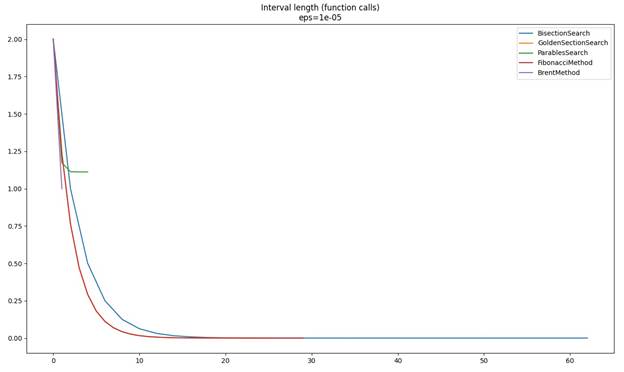 Interval length (function calls)
eps=1e-05
BisectionSearch
GoldenSectionSearch
ParablesSearch
FibonacciMethod
BrentMethod
2.00
1.75
1.50
1.25
1.00
0.75
0.50
0.25
0.00
0 10 20 30 40 50 60